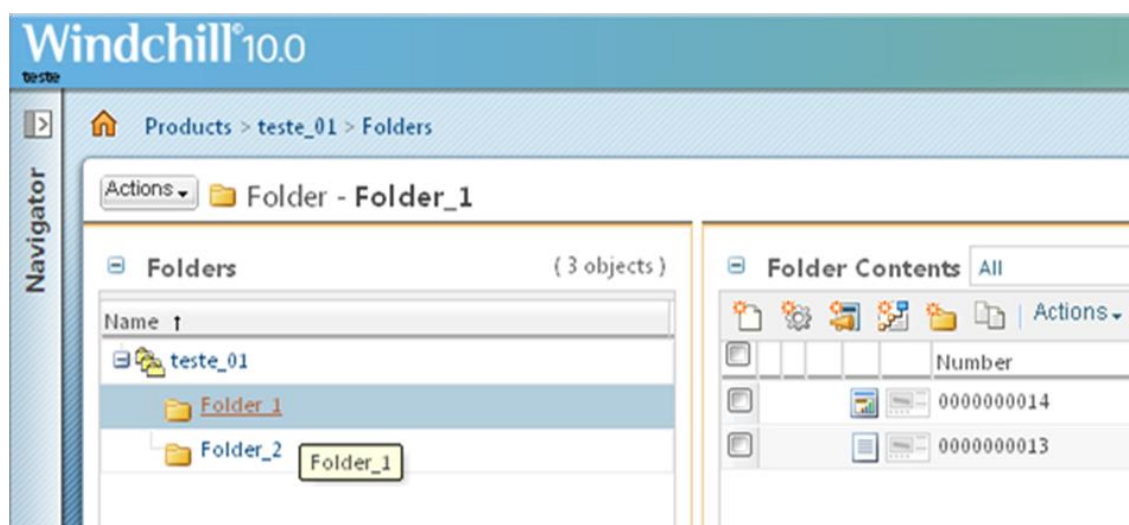 Windchill® 10.0
teste
Products > teste_01 > Folders
Navigator
Actions
Folder - Folder_1
Folders
( 3 objects )
Name
teste_01
Folder_1
Folder_2
Folder_1
Folder Contents All
Actions
Number
0000000014
0000000013